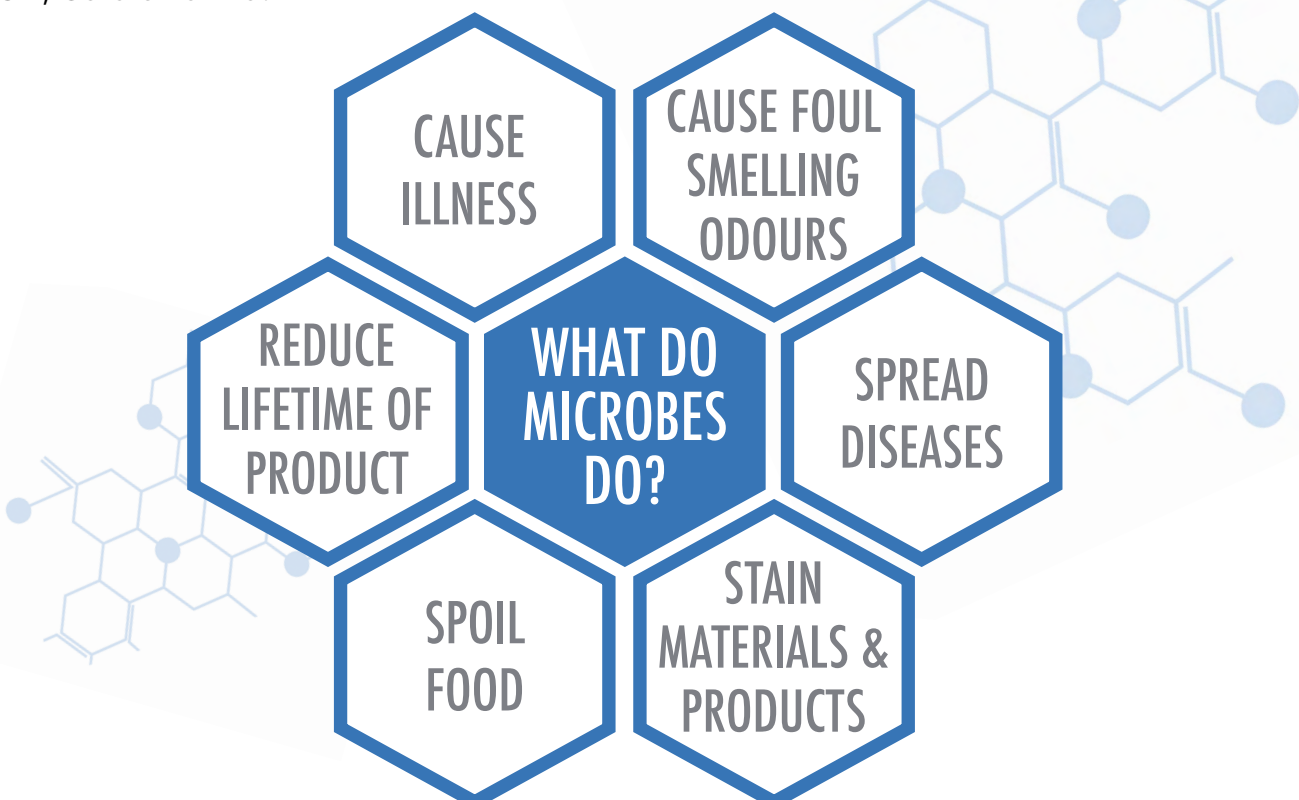 CAUSE
ILLNESS
CAUSE FOUL
SMELLING
ODOURS
REDUCE
LIFETIME OF
PRODUCT
WHAT DO
MICROBES
DO?
SPREAD
DISEASES
SPOIL
FOOD
STAIN
MATERIALS &
PRODUCTS